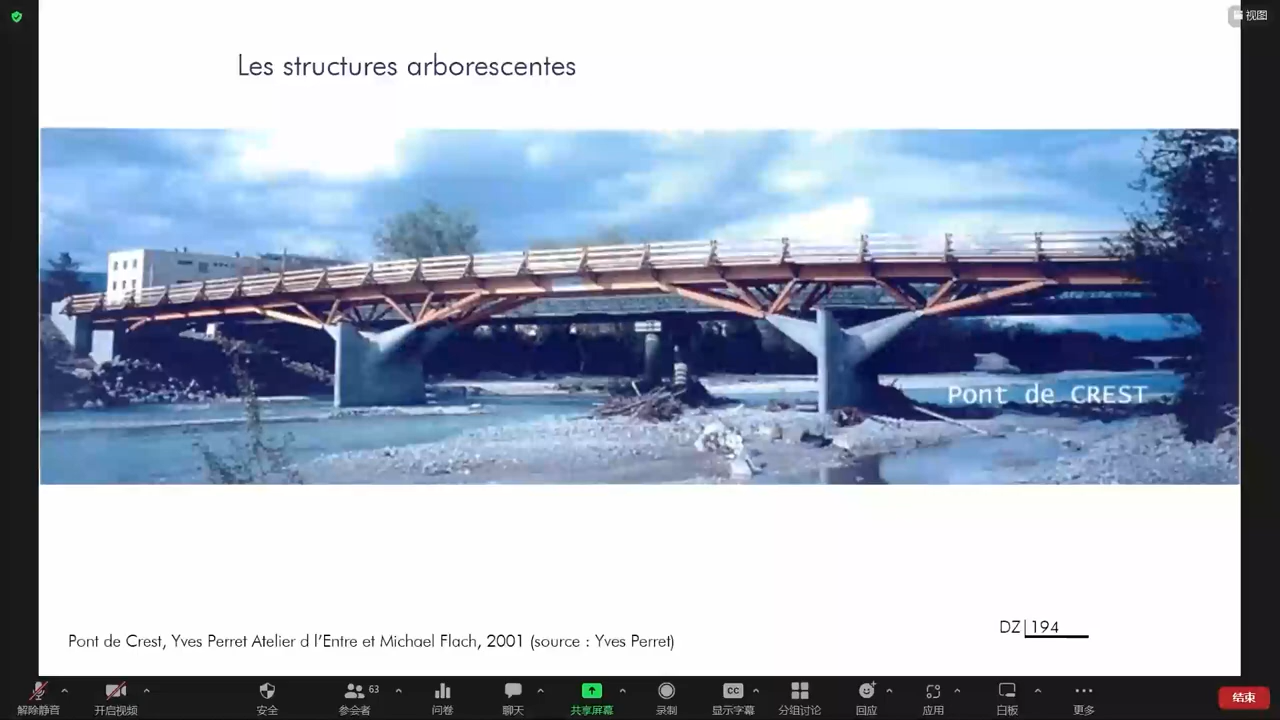 视图
Les structures arborescentes
Pont de CREST
DZ|194
Pont de Crest, Yves Perret Atelier d l'Entre et Michael Flach, 2001 (source : Yves Perret)
解除静音
开启视频
安全
63
参会者
问卷
聊天
共享屏幕
录制
CC
显示字幕
分组讨论
回应
应用
白板
更多
结束